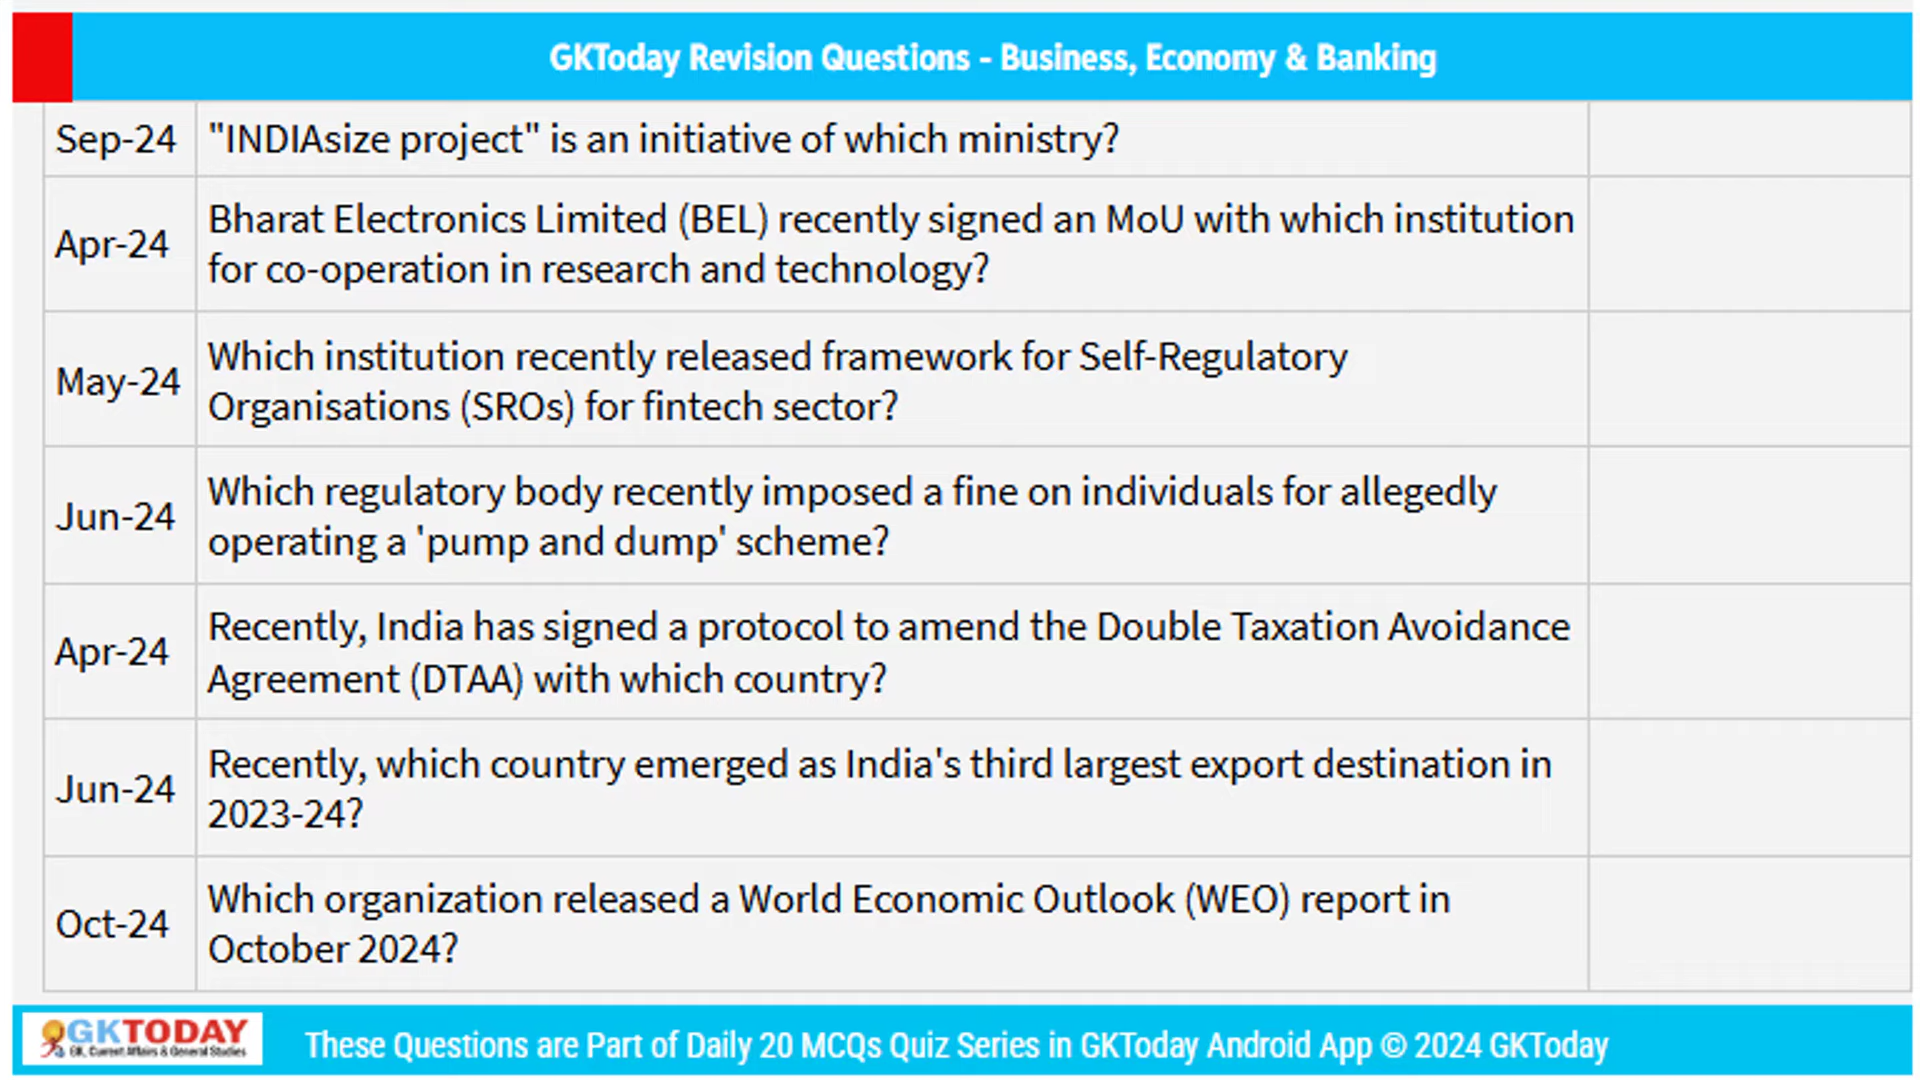 GKToday Revision Questions - Business, Economy & Banking
Sep-24
"INDIAsize project" is an initiative of which ministry?
Apr-24
Bharat Electronics Limited (BEL) recently signed an MoU with which institution
for co-operation in research and technology?
May-24
Which institution recently released framework for Self-Regulatory
Organisations (SROs) for fintech sector?
Jun-24
Which regulatory body recently imposed a fine on individuals for allegedly
operating a 'pump and dump' scheme?
Apr-24
Recently, India has signed a protocol to amend the Double Taxation Avoidance
Agreement (DTAA) with which country?
Jun-24
Recently, which country emerged as India's third largest export destination in
2023-24?
Oct-24
Which organization released a World Economic Outlook (WEO) report in
October 2024?
GKTODAY
GK, Current Affairs & General Studies
These Questions are Part of Daily 20 MCQs Quiz Series in GKToday Android App © 2024 GKToday